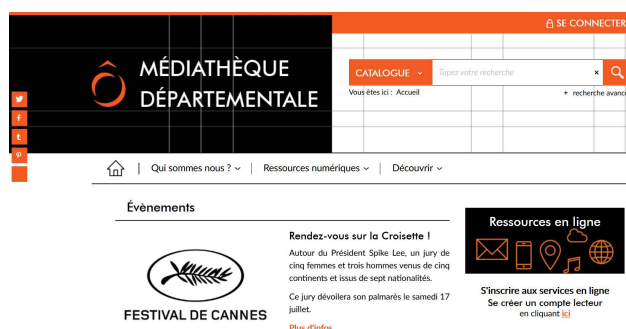 SE CONNECTER
Ô MÉDIATHÈQUE
DÉPARTEMENTALE
CATALOGUE
Tapez votre recherche
×
Vous êtes ici : Accueil
+ recherche avanc
Qui sommes nous ?
Ressources numériques
Découvrir
Évènements
Rendez-vous sur la Croisette !
Autour du Président Spike Lee, un jury de
cinq femmes et trois hommes venus de cinq
continents et issus de sept nationalités.
Ce jury dévoilera son palmarès le samedi 17
juillet.
Plus d'infos
FESTIVAL DE CANNES
Ressources en ligne
S'inscrire aux services en ligne
Se créer un compte lecteur
en cliquant ici